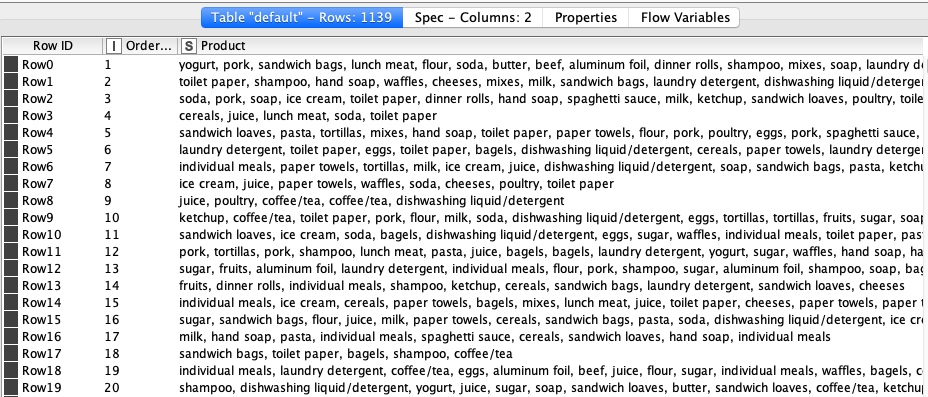 Table "default" - Rows: 1139 Spec - Columns: 2 Properties Flow Variables
Row ID I Order... S Product
Row0 1 yogurt, pork, sandwich bags, lunch meat, flour, soda, butter, beef, aluminum foil, dinner rolls, shampoo, mixes, soap, laundry de
Row1 2 toilet paper, shampoo, hand soap, waffles, cheeses, mixes, milk, sandwich bags, laundry detergent, dishwashing liquid/deterger
Row2 3 soda, pork, soap, ice cream, toilet paper, dinner rolls, hand soap, spaghetti sauce, milk, ketchup, sandwich loaves, poultry, toile
Row3 4 cereals, juice, lunch meat, soda, toilet paper
Row4 5 sandwich loaves, pasta, tortillas, mixes, hand soap, toilet paper, paper towels, flour, pork, poultry, eggs, pork, spaghetti sauce,
Row5 6 laundry detergent, toilet paper, eggs, toilet paper, bagels, dishwashing liquid/detergent, cereals, paper towels, laundry deterge
Row6 7 individual meals, paper towels, tortillas, milk, ice cream, juice, dishwashing liquid/detergent, soap, sandwich bags, pasta, ketchu
Row7 8 ice cream, juice, paper towels, waffles, soda, cheeses, poultry, toilet paper
Row8 9 juice, poultry, coffee/tea, coffee/tea, dishwashing liquid/detergent
Row9 10 ketchup, coffee/tea, toilet paper, pork, flour, milk, soda, dishwashing liquid/detergent, eggs, tortillas, tortillas, fruits, sugar, soap
Row10 11 sandwich loaves, ice cream, soda, bagels, dishwashing liquid/detergent, eggs, sugar, waffles, individual meals, toilet paper, pas
Row11 12 pork, tortillas, pork, shampoo, lunch meat, pasta, juice, bagels, bagels, laundry detergent, yogurt, sugar, waffles, hand soap, ha
Row12 13 sugar, fruits, aluminum foil, laundry detergent, individual meals, flour, pork, shampoo, sugar, aluminum foil, shampoo, soap, bag
Row13 14 fruits, dinner rolls, individual meals, shampoo, ketchup, cereals, sandwich bags, laundry detergent, sandwich loaves, cheeses
Row14 15 individual meals, ice cream, cereals, paper towels, bagels, mixes, lunch meat, juice, toilet paper, cheeses, paper towels, paper t
Row15 16 sugar, sandwich bags, flour, juice, milk, paper towels, cereals, sandwich bags, pasta, soda, dishwashing liquid/detergent, ice cre
Row16 17 milk, hand soap, pasta, individual meals, spaghetti sauce, cereals, sandwich loaves, hand soap, individual meals
Row17 18 sandwich bags, toilet paper, bagels, shampoo, coffee/tea
Row18 19 individual meals, laundry detergent, coffee/tea, eggs, aluminum foil, beef, juice, flour, sugar, individual meals, waffles, bagels, c
Row19 20 shampoo, dishwashing liquid/detergent, yogurt, juice, sugar, soap, sandwich loaves, butter, sandwich loaves, coffee/tea, ketchu